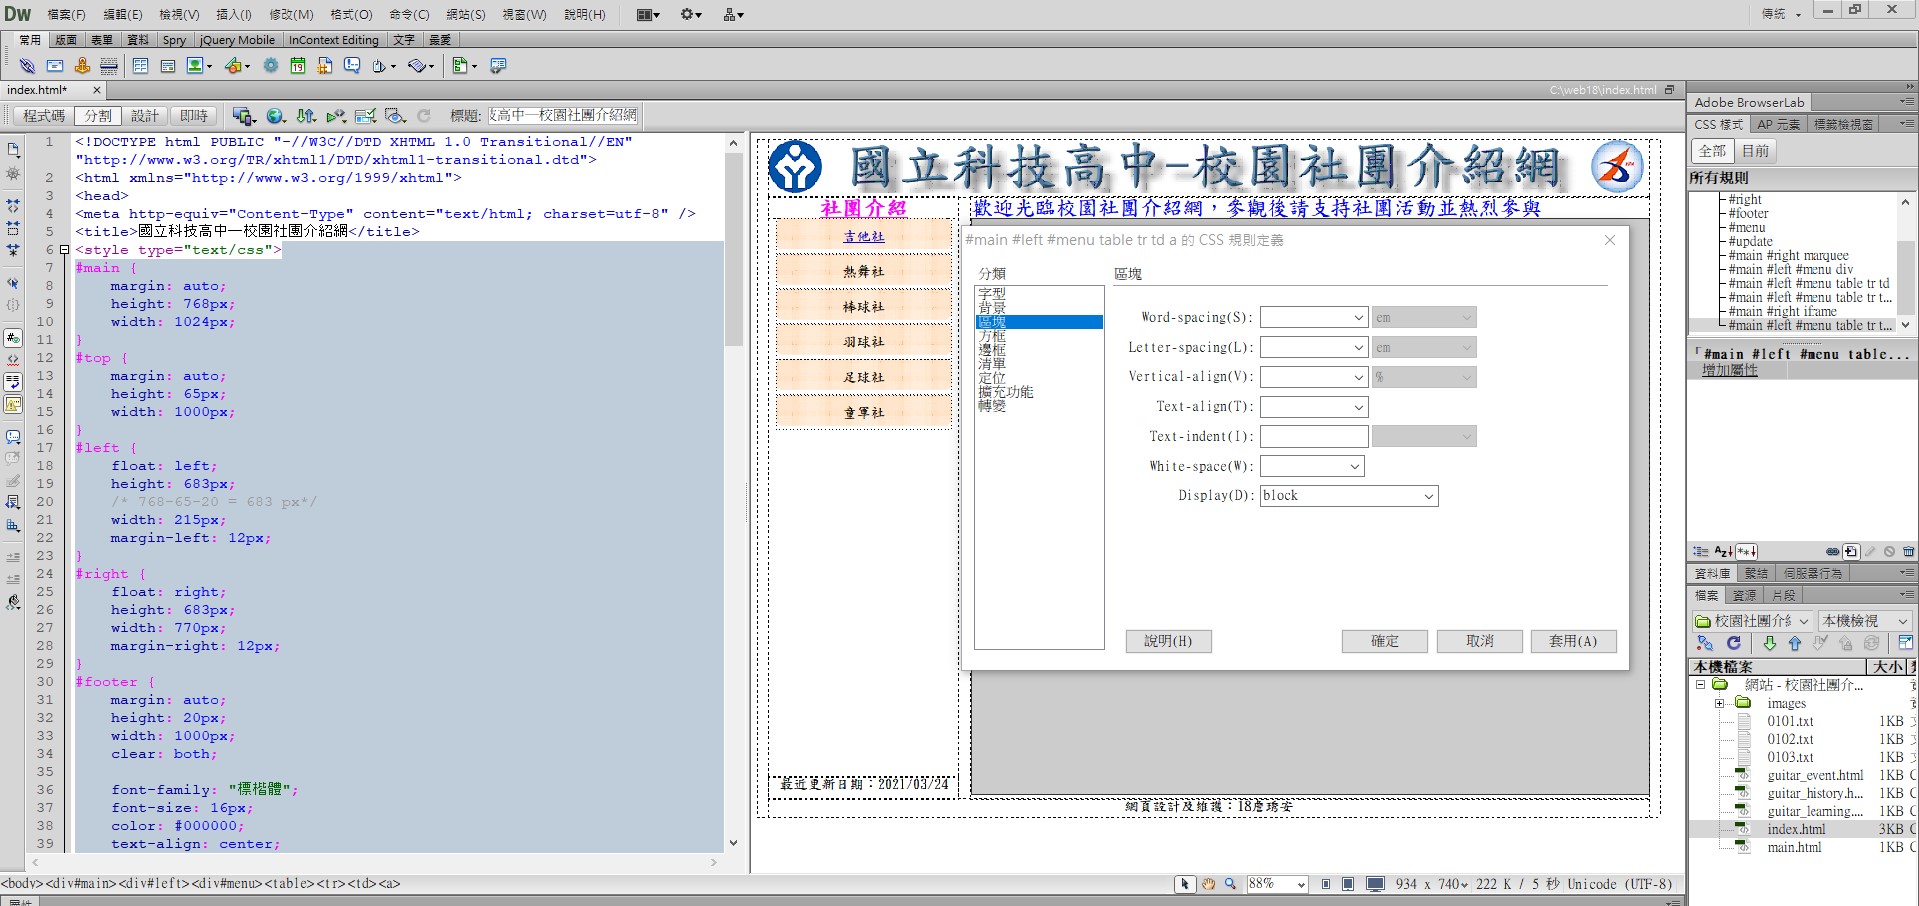 Dw 檔案(F) 編輯(E) 檢視(V) 插入(I) 修改(M) 格式(O) 命令(C) 網站(S) 視窗(W) 說明(H) 傳統
常用 版面 表單 資料 Spry jQuery Mobile InContext Editing 文字 最愛
index.html* C:\web18\index.html
程式碼 分割 設計 即時 標題: 高中—校園社團介紹網
1 <!DOCTYPE html PUBLIC "-//W3C//DTD XHTML 1.0 Transitional//EN"
"http://www.w3.org/TR/xhtml1/DTD/xhtml1-transitional.dtd">
2 <html xmlns="http://www.w3.org/1999/xhtml">
3 <head>
4 <meta http-equiv="Content-Type" content="text/html; charset=utf-8" />
5 <title>國立科技高中—校園社團介紹網</title>
6 <style type="text/css">
7 #main {
8 margin: auto;
9 height: 768px;
10 width: 1024px;
11 }
12 #top {
13 margin: auto;
14 height: 65px;
15 width: 1000px;
16 }
17 #left {
18 float: left;
19 height: 683px;
20 /* 768-65-20 = 683 px*/
21 width: 215px;
22 margin-left: 12px;
23 }
24 #right {
25 float: right;
26 height: 683px;
27 width: 770px;
28 margin-right: 12px;
29 }
30 #footer {
31 margin: auto;
32 height: 20px;
33 width: 1000px;
34 clear: both;
35
36 font-family: "標楷體";
37 font-size: 16px;
38 color: #000000;
39 text-align: center;
<body><div#main><div#left><div#menu><table><tr><td><a>
屬性
國立科技高中-校園社團介紹網
社團介紹
歡迎光臨校園社團介紹網，參觀後請支持社團活動並熱烈參與
吉他社
熱舞社
棒球社
羽球社
足球社
童軍社
最近更新日期：2021/03/24
網頁設計及維護：18詹琇安
#main #left #menu table tr td a 的 CSS 規則定義
分類
字型
背景
區塊
方框
邊框
清單
定位
擴充功能
轉變
區塊
Word-spacing(S): em
Letter-spacing(L): em
Vertical-align(V): %
Text-align(T):
Text-indent(I):
White-space(W):
Display(D): block
說明(H) 確定 取消 套用(A)
88% 934 x 740 222 K / 5 秒 Unicode (UTF-8)
Adobe BrowserLab
CSS 樣式 AP 元素 標籤檢視窗
全部 目前
所有規則
#right
#footer
#menu
#update
#main #right marquee
#main #left #menu div
#main #left #menu table tr td
#main #left #menu table tr t...
#main #right iframe
#main #left #menu table tr t...
「#main #left #menu table...
增加屬性
資料庫 繫結 伺服器行為
檔案 資源 片段
校園社團介 本機檢視
本機檔案 大小
網站 - 校園社團介...
images
0101.txt 1KB
0102.txt 1KB
0103.txt 1KB
guitar_event.html 1KB
guitar_history.h... 1KB
guitar_learning.... 1KB
index.html 3KB
main.html 1KB